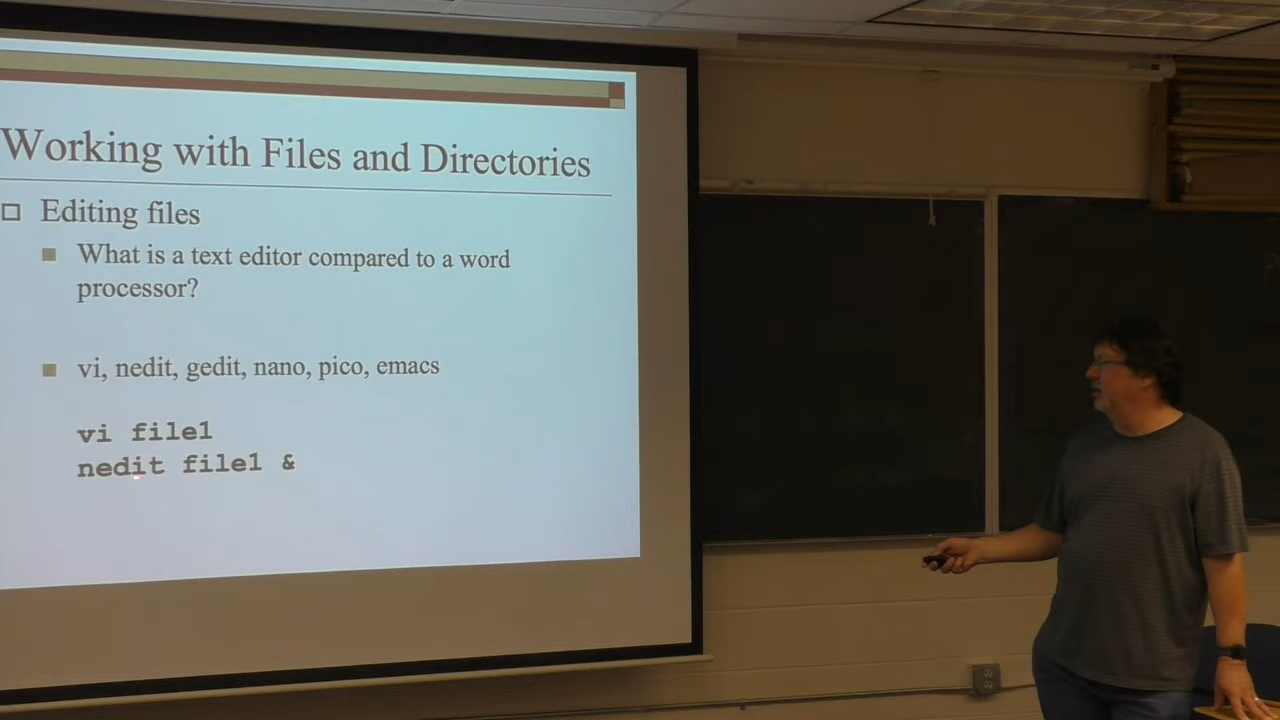 Working with Files and Directories
Editing files
What is a text editor compared to a word
processor?
vi, nedit, gedit, nano, pico, emacs
vi file1
nedit file1 &